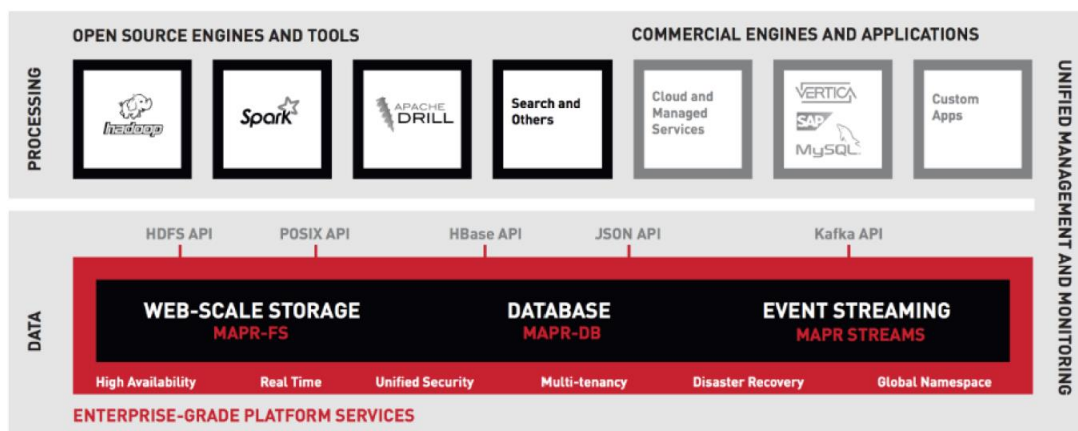 OPEN SOURCE ENGINES AND TOOLS
COMMERCIAL ENGINES AND APPLICATIONS
PROCESSING
hadoop
Spark
APACHE
DRILL
Search and
Others
Cloud and
Managed
Services
VERTICA
SAP
MySQL
Custom
Apps
UNIFIED MANAGEMENT AND MONITORING
DATA
HDFS API
POSIX API
HBase API
JSON API
Kafka API
WEB-SCALE STORAGE
MAPR-FS
DATABASE
MAPR-DB
EVENT STREAMING
MAPR STREAMS
High Availability
Real Time
Unified Security
Multi-tenancy
Disaster Recovery
Global Namespace
ENTERPRISE-GRADE PLATFORM SERVICES